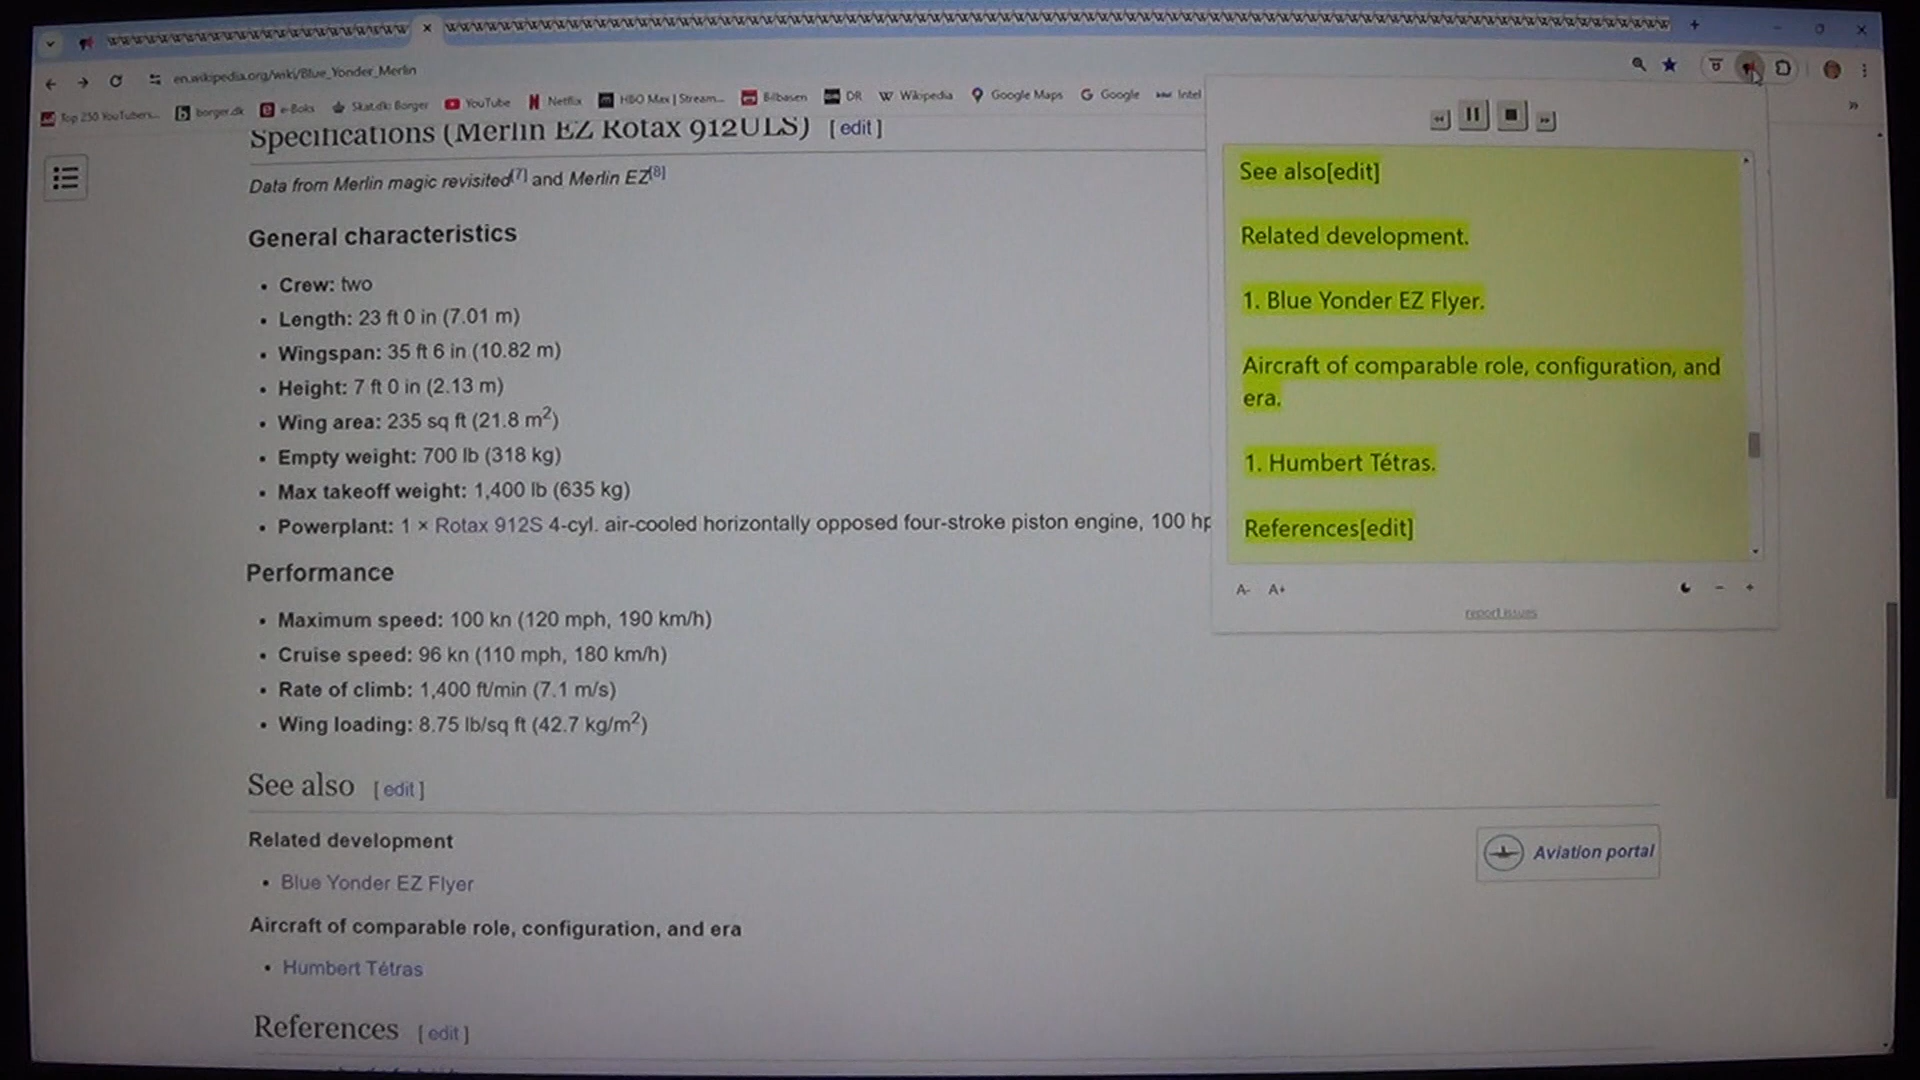 en.wikipedia.org/wiki/Blue_Yonder_Merlin
Top 250 YouTubers... borger.dk e-Boks Skat.dk: Borger YouTube Netflix HBO Max | Stream... Bilbasen DR Wikipedia Google Maps Google Intel
Specifications (Merlin EZ Rotax 912ULS) [ edit ]
Data from Merlin magic revisited[7] and Merlin EZ[8]
General characteristics
• Crew: two
• Length: 23 ft 0 in (7.01 m)
• Wingspan: 35 ft 6 in (10.82 m)
• Height: 7 ft 0 in (2.13 m)
• Wing area: 235 sq ft (21.8 m2)
• Empty weight: 700 lb (318 kg)
• Max takeoff weight: 1,400 lb (635 kg)
• Powerplant: 1 × Rotax 912S 4-cyl. air-cooled horizontally opposed four-stroke piston engine, 100 hp
Performance
• Maximum speed: 100 kn (120 mph, 190 km/h)
• Cruise speed: 96 kn (110 mph, 180 km/h)
• Rate of climb: 1,400 ft/min (7.1 m/s)
• Wing loading: 8.75 lb/sq ft (42.7 kg/m2)
See also [ edit ]
Related development
• Blue Yonder EZ Flyer
Aircraft of comparable role, configuration, and era
• Humbert Tétras
Aviation portal
References [ edit ]
See also[edit]
Related development.
1. Blue Yonder EZ Flyer.
Aircraft of comparable role, configuration, and
era.
1. Humbert Tétras.
References[edit]
A- A+
report issues